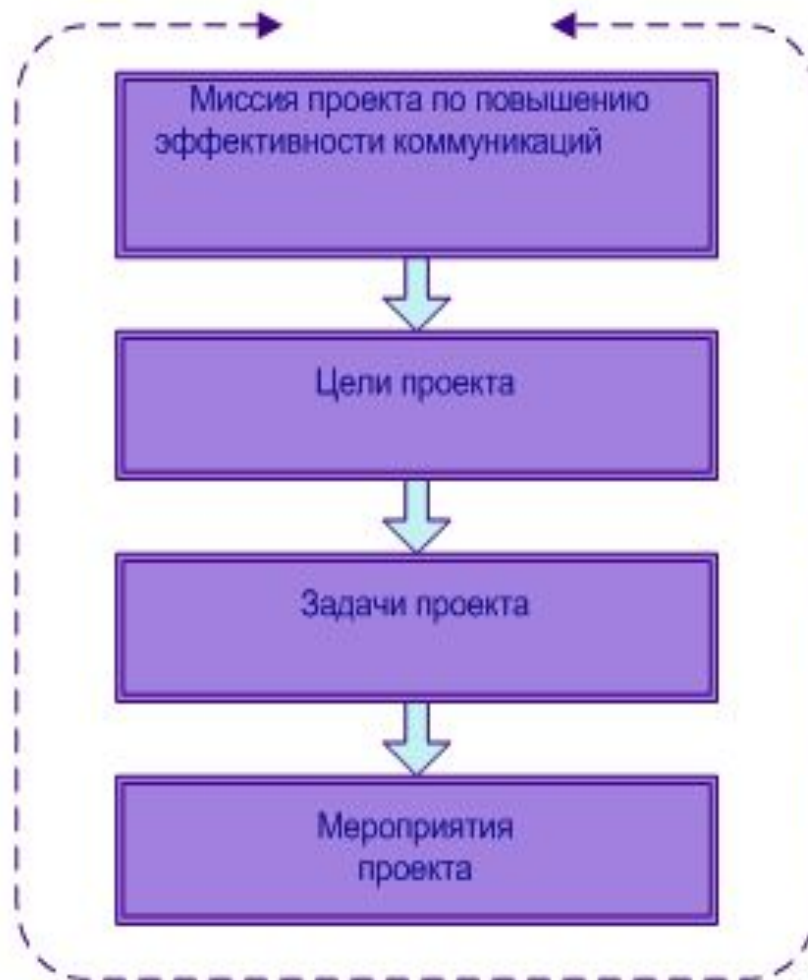 Миссия проекта по повышению
эффективности коммуникаций
Цели проекта
Задачи проекта
Мероприятия
проекта